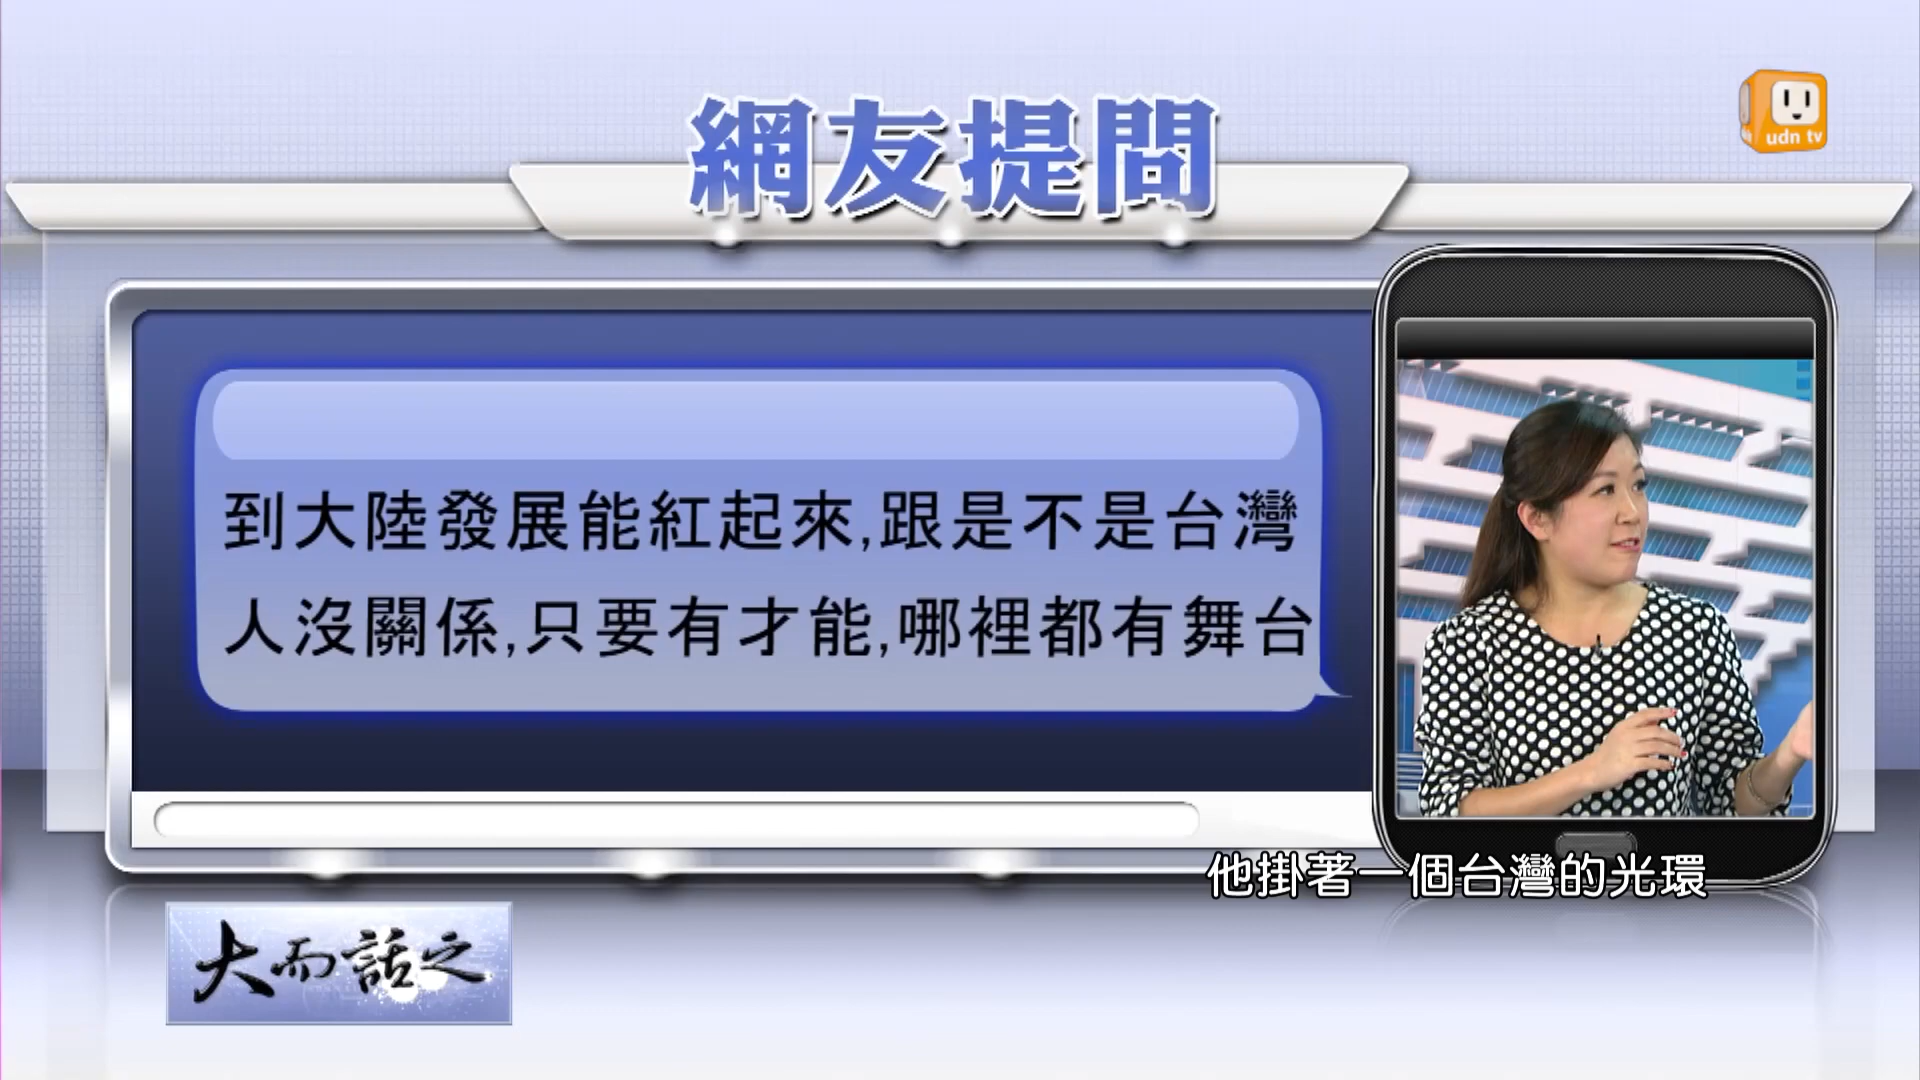 網友提問
udn tv
到大陸發展能紅起來,跟是不是台灣
人沒關係,只要有才能,哪裡都有舞台
他掛著一個台灣的光環
大而話之